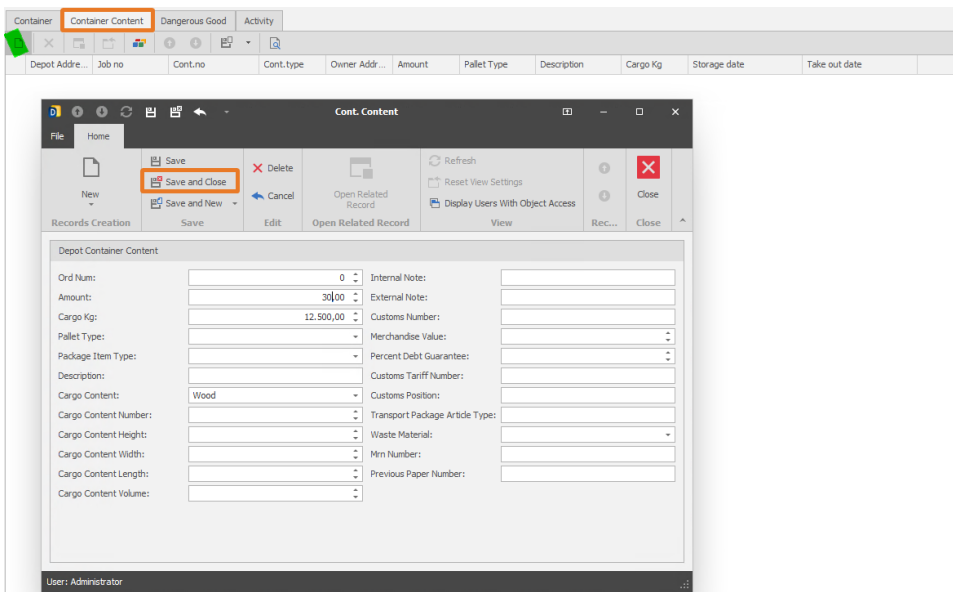 Container Container Content Dangerous Good Activity
Depot Addre... Job no Cont.no Cont.type Owner Addr... Amount Pallet Type Description Cargo Kg Storage date Take out date
Cont. Content
File Home
New
Records Creation
Save
Save and Close
Save and New
Save
Delete
Cancel
Edit
Open Related
Record
Open Related Record
Refresh
Reset View Settings
Display Users With Object Access
View
Rec...
Close
Close
Depot Container Content
Ord Num: 0 Internal Note:
Amount: 30,00 External Note:
Cargo Kg: 12.500,00 Customs Number:
Pallet Type: Merchandise Value:
Package Item Type: Percent Debt Guarantee:
Description: Customs Tariff Number:
Cargo Content: Wood Customs Position:
Cargo Content Number: Transport Package Article Type:
Cargo Content Height: Waste Material:
Cargo Content Width: Mrn Number:
Cargo Content Length: Previous Paper Number:
Cargo Content Volume:
User: Administrator